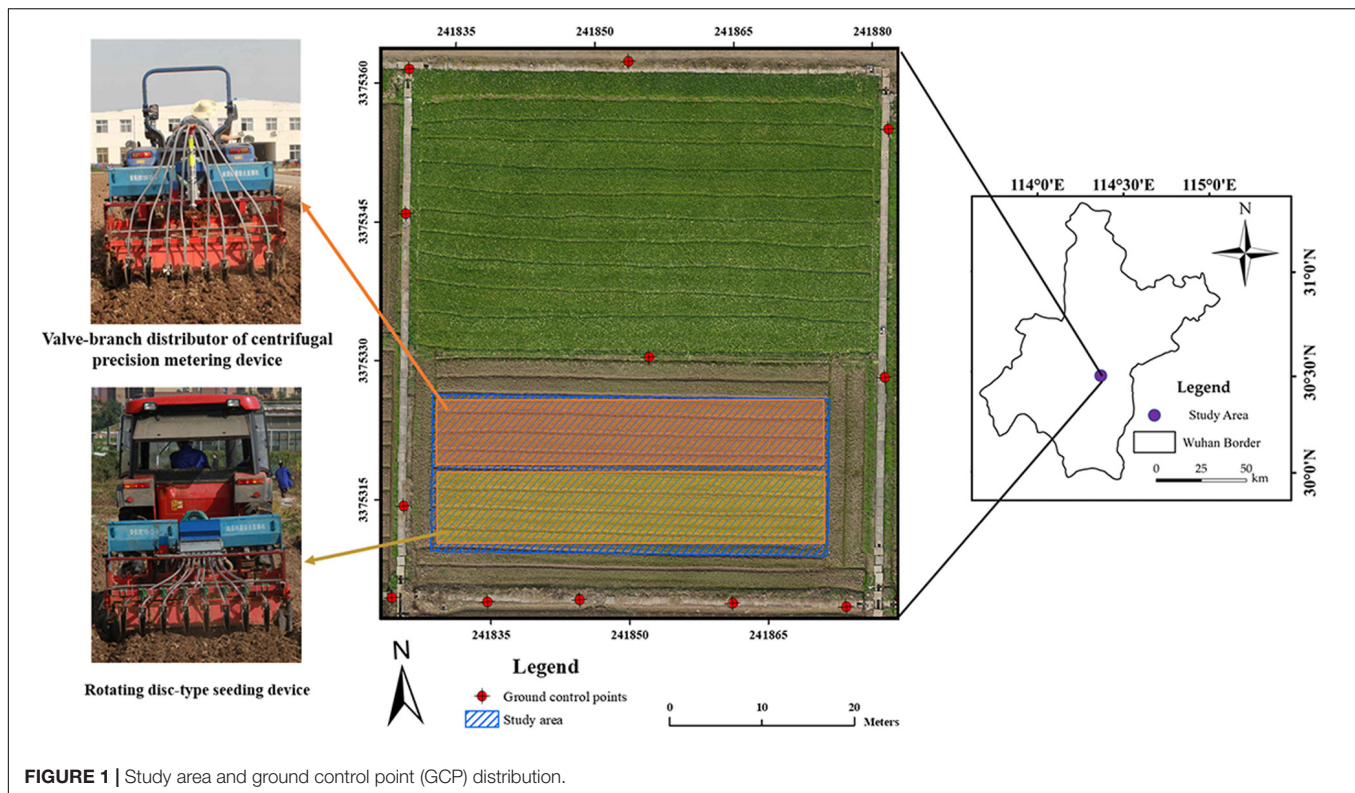 241835
241850
241865
241880
3375360
3375345
3375330
3375315
241835
241850
241865
Valve-branch distributor of centrifugal
precision metering device
Rotating disc-type seeding device
N
Legend
Ground control points
Study area
0
10
20
Meters
114°0'E
114°30'E
115°0'E
N
31°0'N
30°30'N
30°0'N
Legend
Study Area
Wuhan Border
0
25
50
km
FIGURE 1 | Study area and ground control point (GCP) distribution.